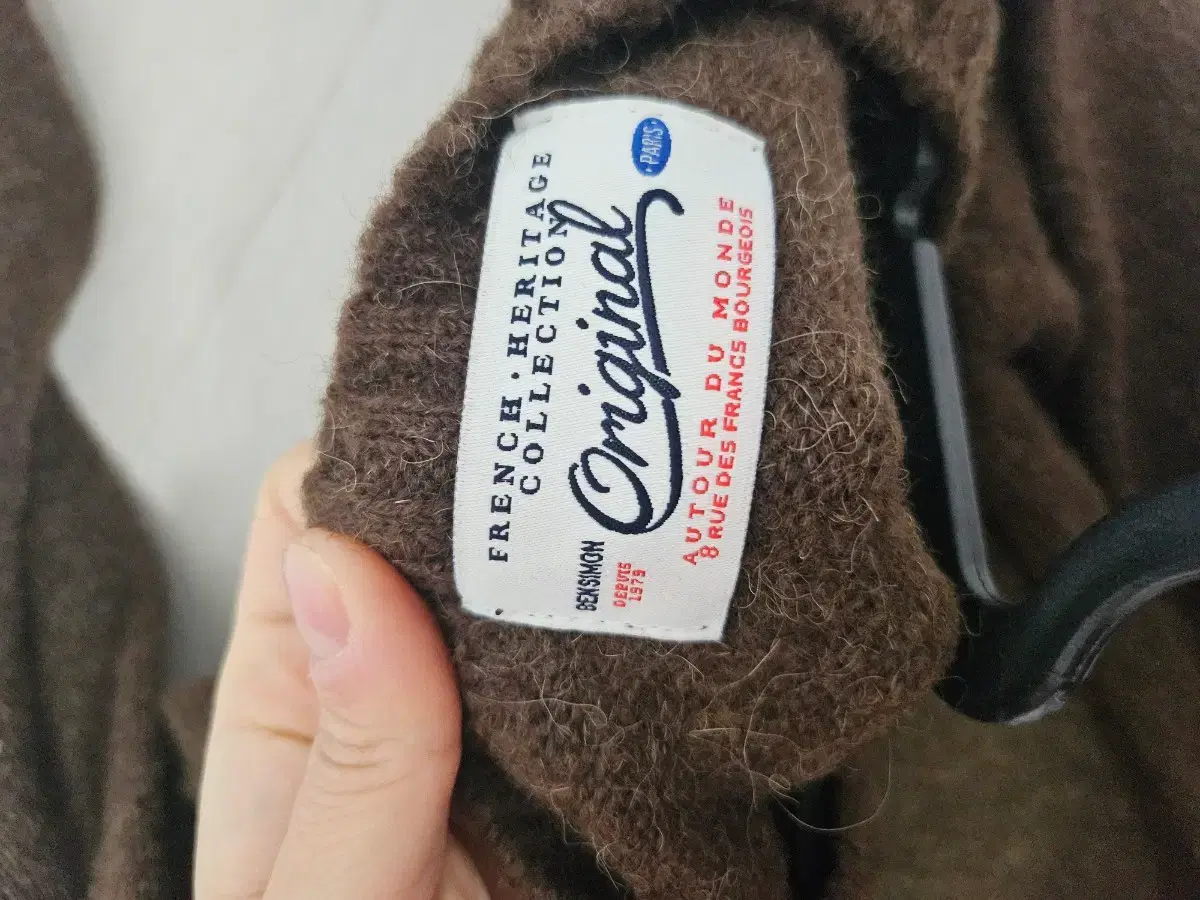 FRENCH · HERITAGE
COLLECTION
· PARIS ·
BENSIMON
Original
DEPUIS
1979
AUTOUR DU MONDE
8 RUE DES FRANCS BOURGEOIS